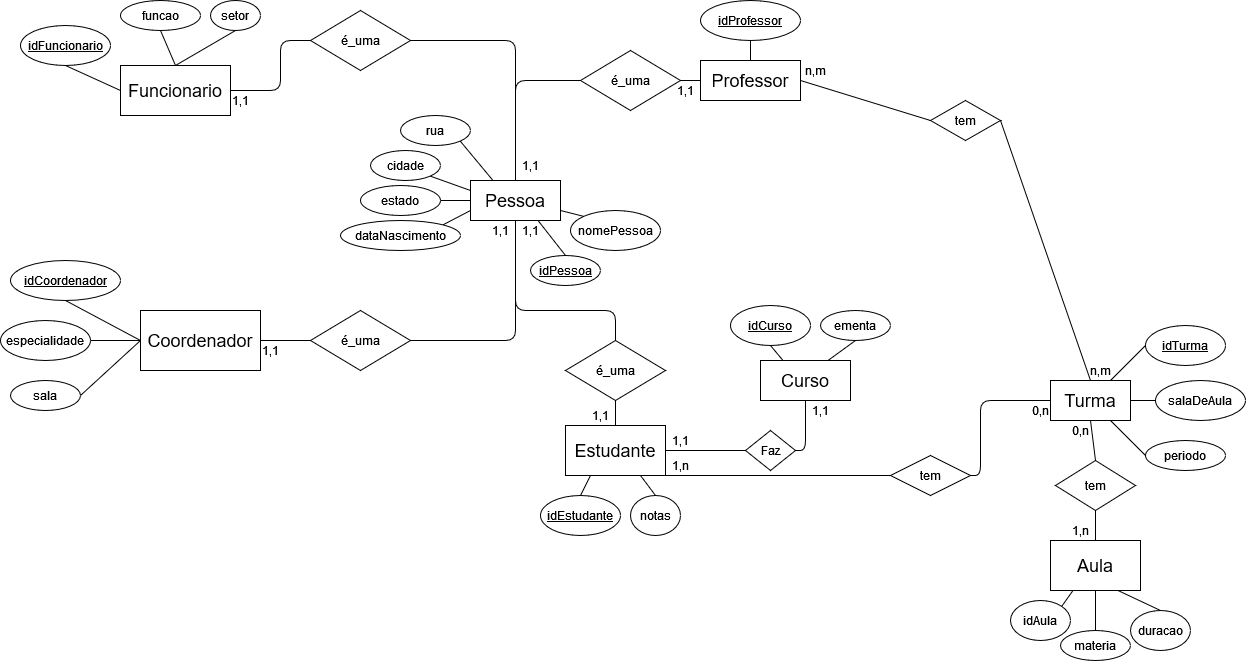 funcao
setor
idFuncionario
Funcionario
1,1
é_uma
é_uma
1,1
idProfessor
Professor
n,m
tem
rua
1,1
cidade
Pessoa
estado
dataNascimento
nomePessoa
1,1
1,1
idPessoa
idCoordenador
especialidade
sala
Coordenador
1,1
é_uma
é_uma
1,1
idCurso
ementa
Curso
1,1
Estudante
1,1
Faz
1,n
tem
idEstudante
notas
n,m
idTurma
Turma
salaDeAula
0,n
0,n
periodo
tem
1,n
Aula
idAula
materia
duracao